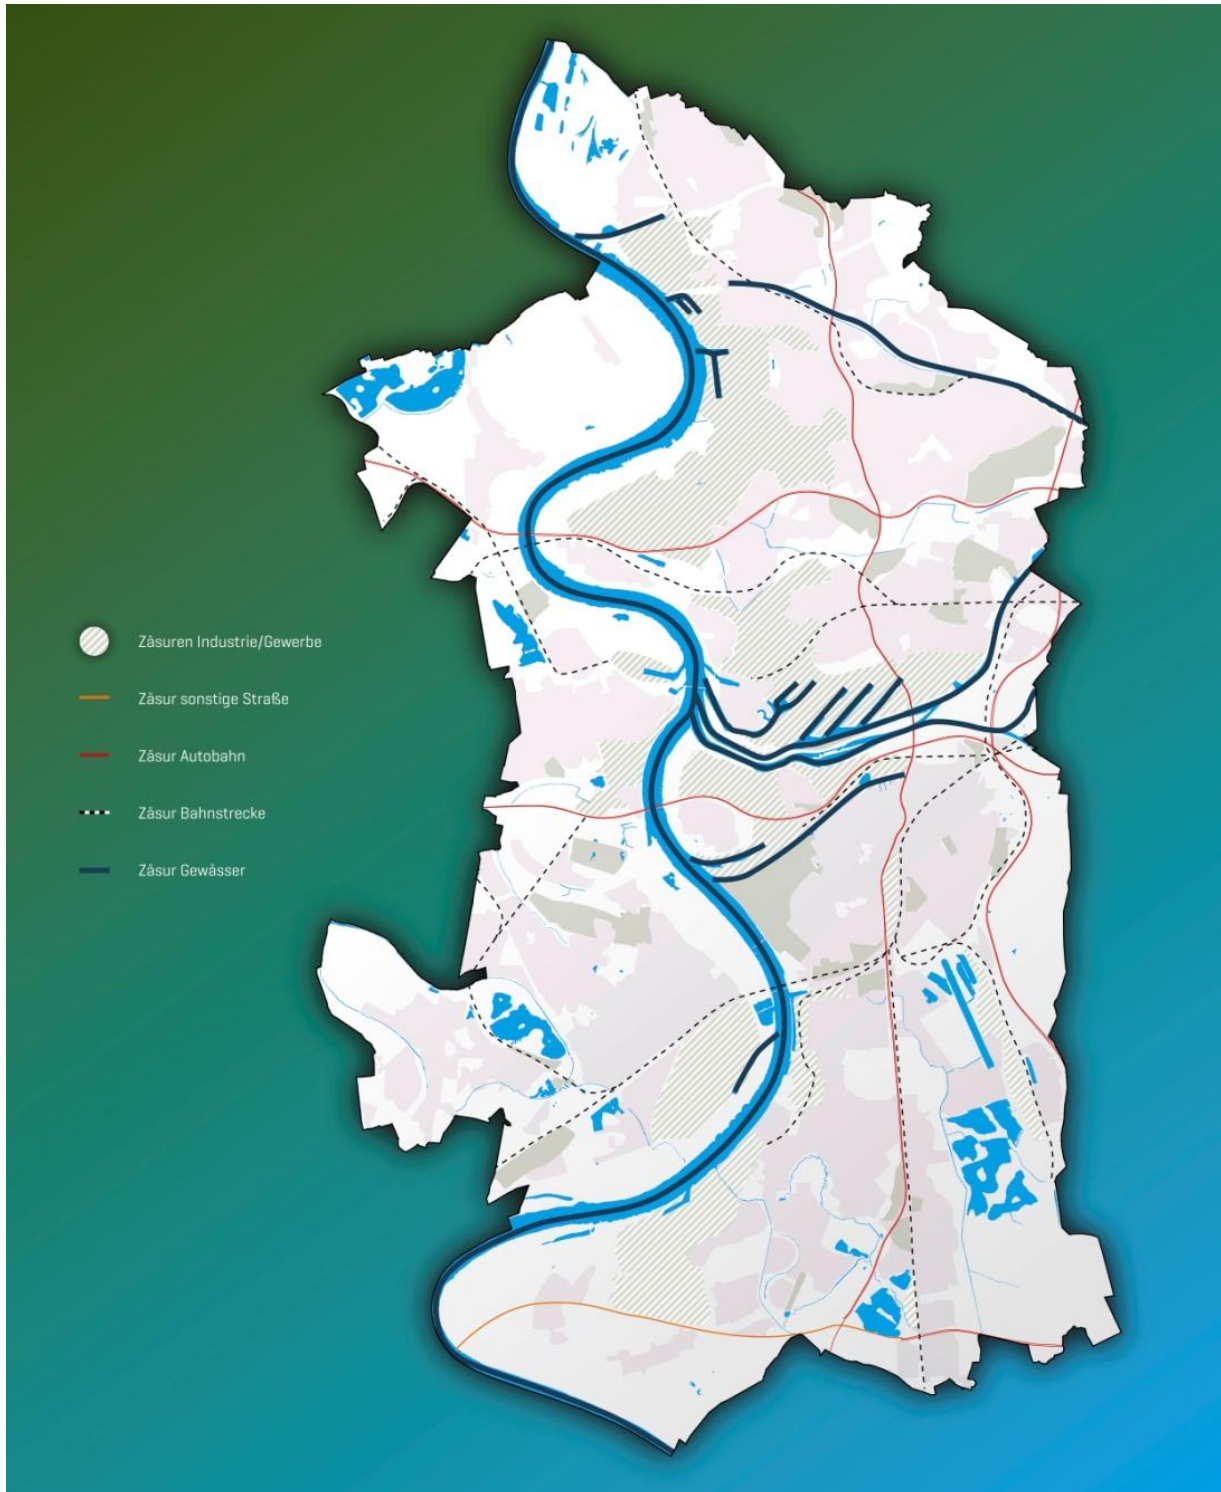 Zäsuren Industrie/Gewerbe
Zäsur sonstige Straße
Zäsur Autobahn
Zäsur Bahnstrecke
Zäsur Gewässer